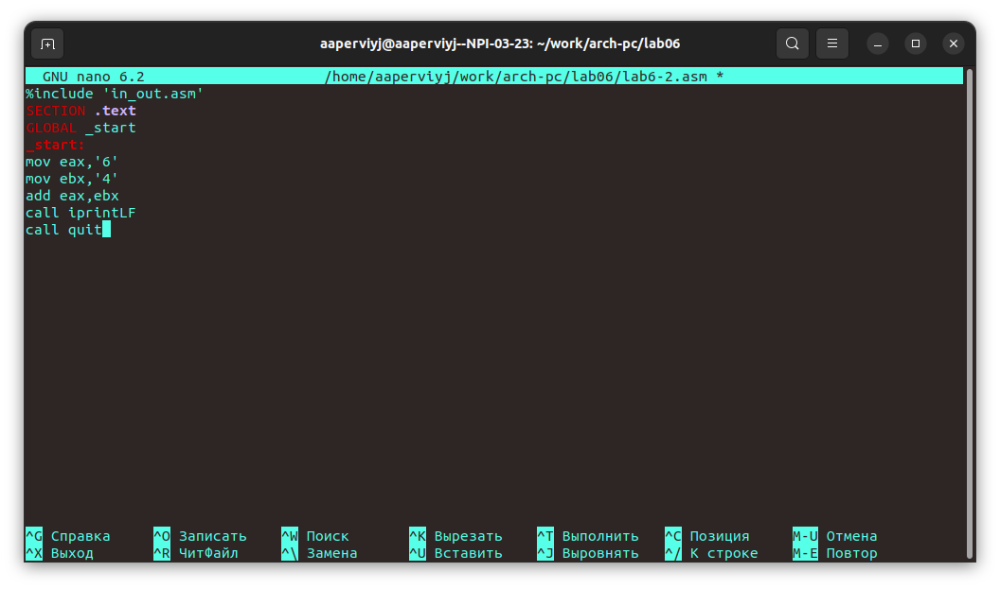 aaperviyj@aaperviyj--NPI-03-23: ~/work/arch-pc/lab06
GNU nano 6.2 /home/aaperviyj/work/arch-pc/lab06/lab6-2.asm *
%include 'in_out.asm'
SECTION .text
GLOBAL _start
_start:
mov eax,'6'
mov ebx,'4'
add eax,ebx
call iprintLF
call quit
^G Справка ^O Записать ^W Поиск ^K Вырезать ^T Выполнить ^C Позиция M-U Отмена
^X Выход ^R ЧитФайл ^\ Замена ^U Вставить ^J Выровнять ^/ К строке M-E Повтор